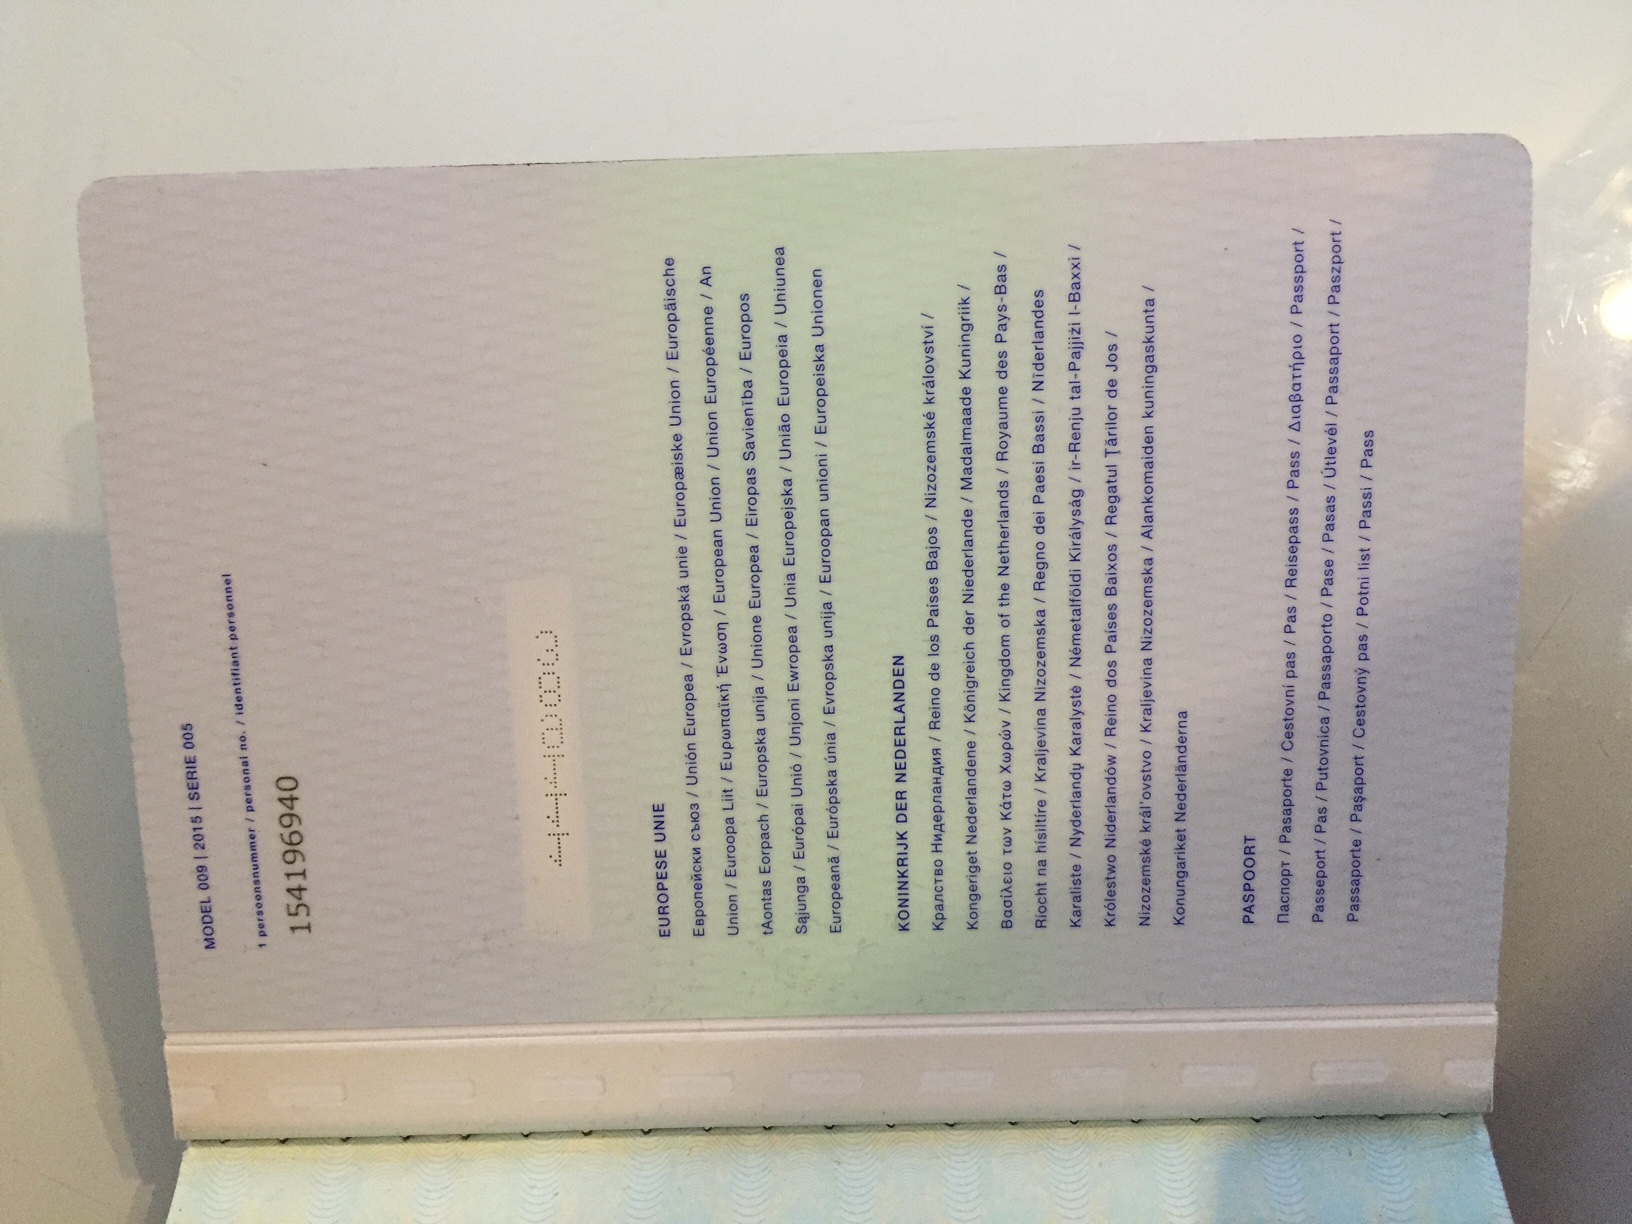 MODEL 009 | 2015 | SERIE 005
1 persoonsnummer / personal no. / identifiant personnel
154196940
EUROPESE UNIE
Европейски съюз / Unión Europea / Evropská unie / Europæiske Union / Europäische
Union / Euroopa Liit / Ευρωπαϊκή Ένωση / European Union / Union Européenne / An
tAontas Eorpach / Europska unija / Unione Europea / Eiropas Savienība / Europos
Sąjunga / Európai Unió / Unjoni Ewropea / Unia Europejska / União Europeia / Uniunea
Europeană / Európska únia / Evropska unija / Euroopan unioni / Europeiska Unionen
KONINKRIJK DER NEDERLANDEN
Кралство Нидерландия / Reino de los Países Bajos / Nizozemské království /
Kongeriget Nederlandene / Königreich der Niederlande / Madalmaade Kuningriik /
Βασίλειο των Κάτω Χωρών / Kingdom of the Netherlands / Royaume des Pays-Bas /
Ríocht na hísiltíre / Kraljevina Nizozemska / Regno dei Paesi Bassi / Nīderlandes
Karaliste / Nyderlandų Karalystė / Németalföldi Királyság / ir-Renju tal-Pajjiżi l-Baxxi /
Królestwo Niderlandów / Reino dos Países Baixos / Regatul Ţărilor de Jos /
Nizozemské král'ovstvo / Kraljevina Nizozemska / Alankomaiden kuningaskunta /
Konungariket Nederländerna
PASPOORT
Паспорт / Pasaporte / Cestovní pas / Pas / Reisepass / Pass / Διαβατήριο / Passport /
Passeport / Pas / Putovnica / Passaporto / Pase / Pasas / Útlevél / Passaport / Paszport /
Passaporte / Paşaport / Cestovný pas / Potni list / Passi / Pass